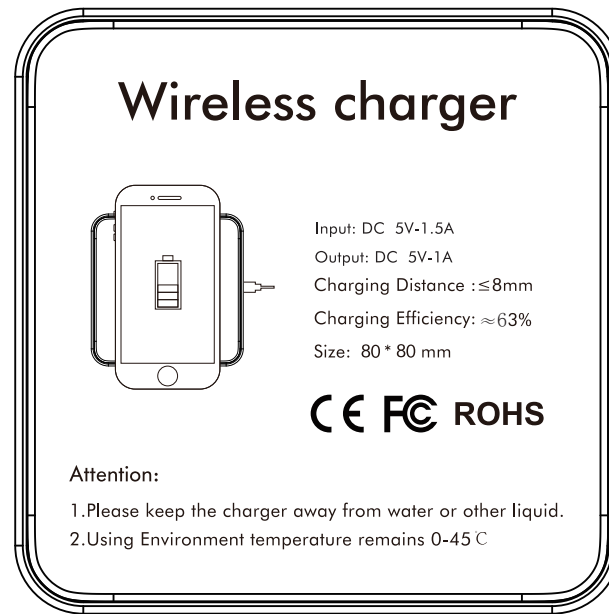 Wireless charger
Input: DC 5V-1.5A
Output: DC 5V-1A
Charging Distance :≤8mm
Charging Efficiency: ≈63%
Size: 80 * 80 mm
CE FC ROHS
Attention:
1.Please keep the charger away from water or other liquid.
2.Using Environment temperature remains 0-45℃